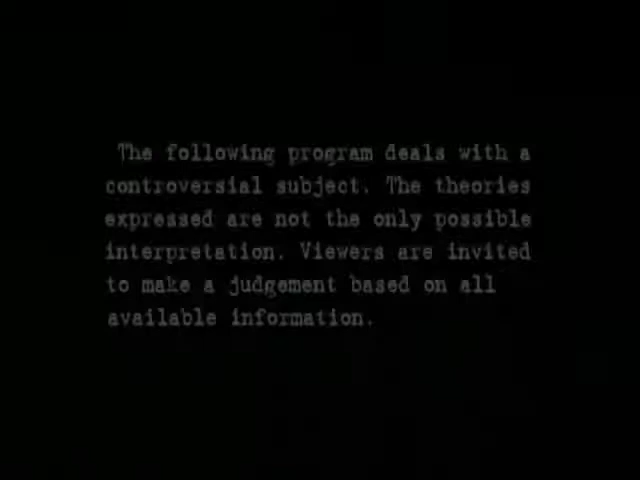 The following program deals with a
controversial subject. The theories
expressed are not the only possible
interpretation. Viewers are invited
to make a judgement based on all
available information.